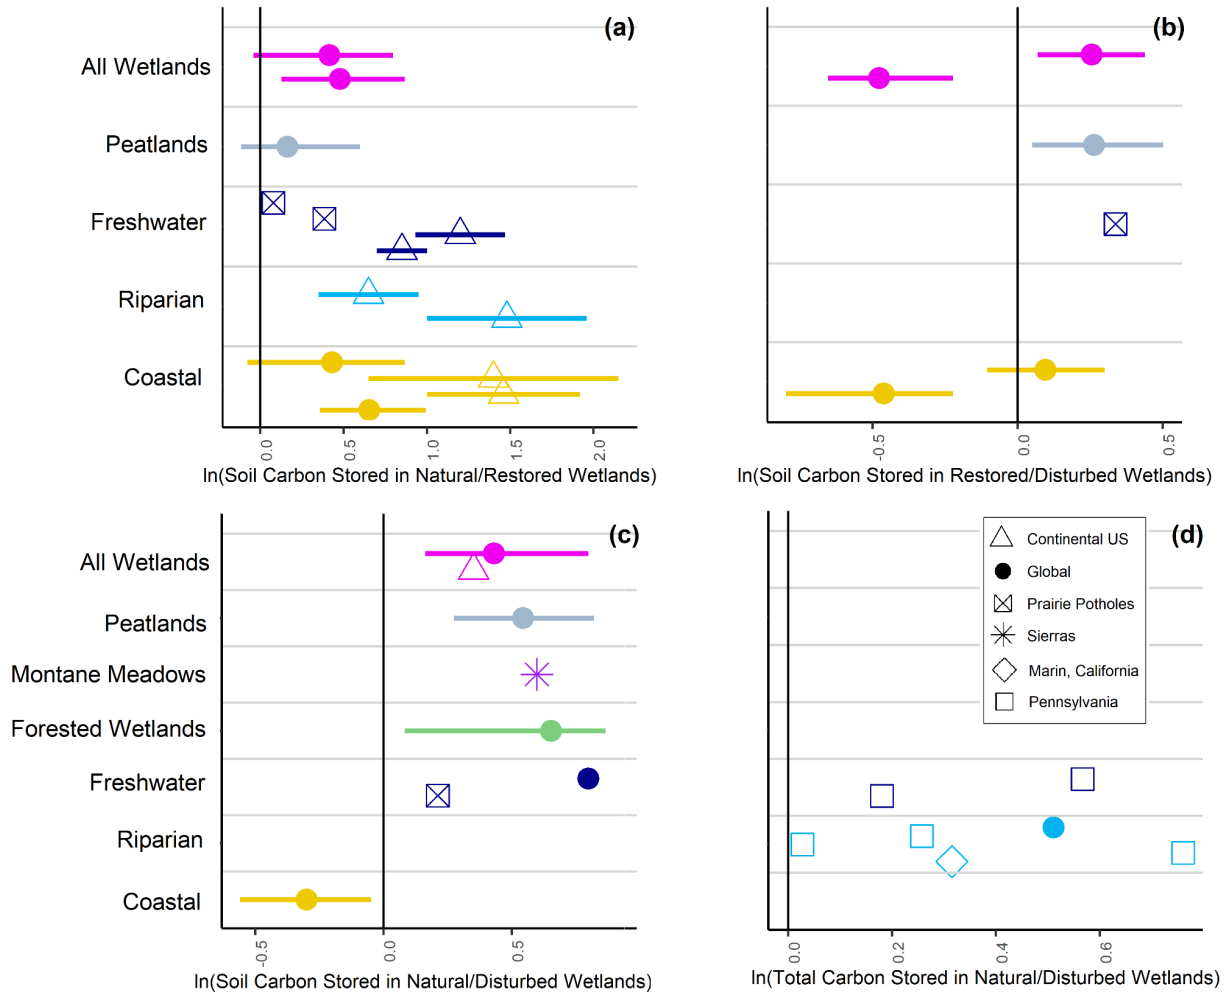 (a)
All Wetlands
Peatlands
Freshwater
Riparian
Coastal
0.0 0.5 1.0 1.5 2.0
ln(Soil Carbon Stored in Natural/Restored Wetlands)
(b)
-0.5 0.0 0.5
ln(Soil Carbon Stored in Restored/Disturbed Wetlands)
(c)
All Wetlands
Peatlands
Montane Meadows
Forested Wetlands
Freshwater
Riparian
Coastal
-0.5 0.0 0.5
ln(Soil Carbon Stored in Natural/Disturbed Wetlands)
(d)
Continental US
Global
Prairie Potholes
Sierras
Marin, California
Pennsylvania
0.0 0.2 0.4 0.6
ln(Total Carbon Stored in Natural/Disturbed Wetlands)